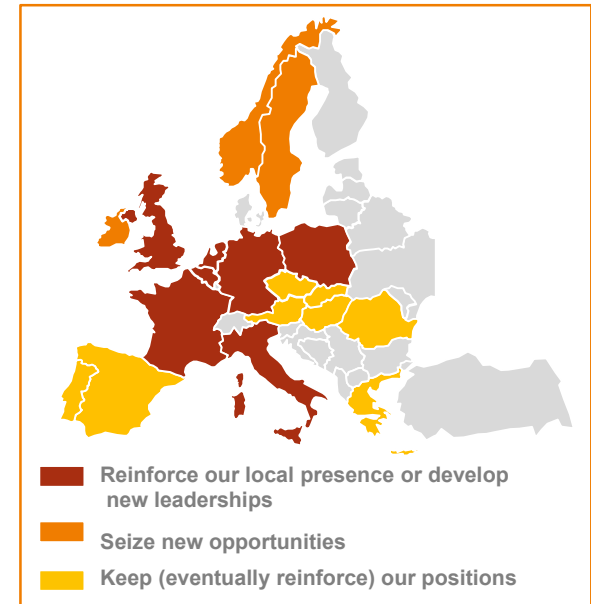 Reinforce our local presence or develop
new leaderships
Seize new opportunities
Keep (eventually reinforce) our positions